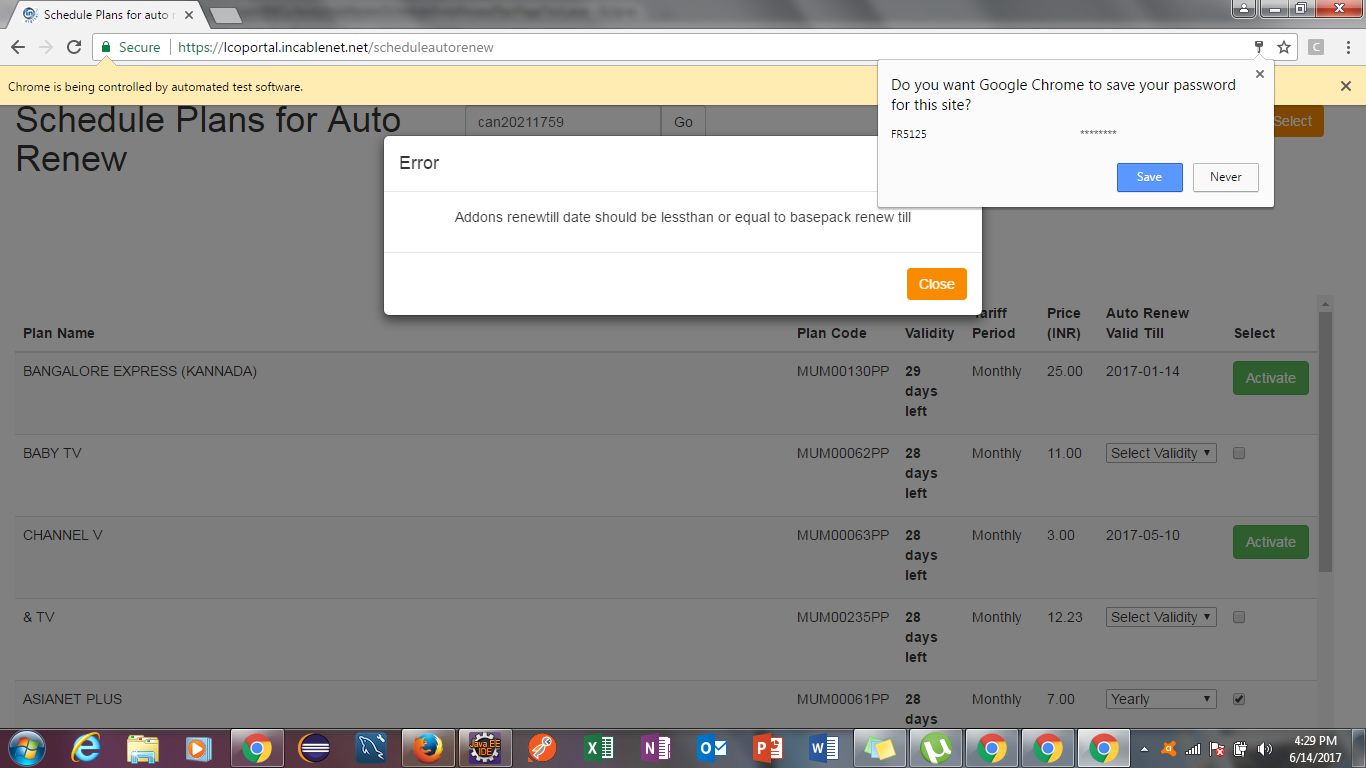 Schedule Plans for auto r
Secure
https://lcoportal.incablenet.net/scheduleautorenew
C
Chrome is being controlled by automated test software.
Do you want Google Chrome to save your password
for this site?
FR5125 ********
Save Never
Schedule Plans for Auto
Renew
can20211759 Go
Select
Error
Addons renewtill date should be lessthan or equal to basepack renew till
Close
Plan Name Plan Code Validity Tariff Period Price (INR) Auto Renew Valid Till Select
BANGALORE EXPRESS (KANNADA) MUM00130PP 29 days left Monthly 25.00 2017-01-14 Activate
BABY TV MUM00062PP 28 days left Monthly 11.00 Select Validity
CHANNEL V MUM00063PP 28 days left Monthly 3.00 2017-05-10 Activate
& TV MUM00235PP 28 days left Monthly 12.23 Select Validity
ASIANET PLUS MUM00061PP 28 days Monthly 7.00 Yearly
Java EE
IDE
4:29 PM
6/14/2017